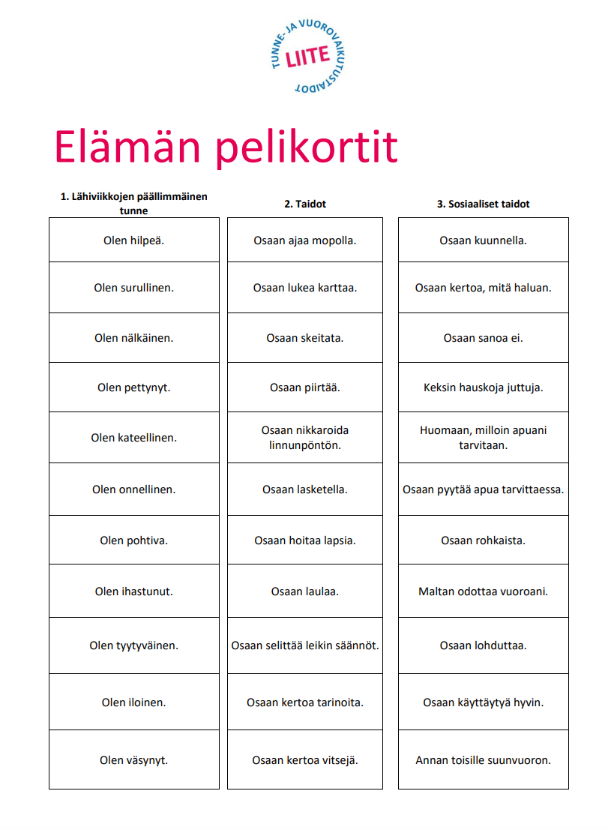 TUNNE- JA VUOROVAIKUTUSTAIDOT
LIITE
Elämän pelikortit
1. Lähiviikkojen päällimmäinen
tunne
Olen hilpeä.
Olen surullinen.
Olen nälkäinen.
Olen pettynyt.
Olen kateellinen.
Olen onnellinen.
Olen pohtiva.
Olen ihastunut.
Olen tyytyväinen.
Olen iloinen.
Olen väsynyt.
2. Taidot
Osaan ajaa mopolla.
Osaan lukea karttaa.
Osaan skeitata.
Osaan piirtää.
Osaan nikkaroida
linnunpöntön.
Osaan lasketella.
Osaan hoitaa lapsia.
Osaan laulaa.
Osaan selittää leikin säännöt.
Osaan kertoa tarinoita.
Osaan kertoa vitsejä.
3. Sosiaaliset taidot
Osaan kuunnella.
Osaan kertoa, mitä haluan.
Osaan sanoa ei.
Keksin hauskoja juttuja.
Huomaan, milloin apuani
tarvitaan.
Osaan pyytää apua tarvittaessa.
Osaan rohkaista.
Maltan odottaa vuoroani.
Osaan lohduttaa.
Osaan käyttäytyä hyvin.
Annan toisille suunvuoron.